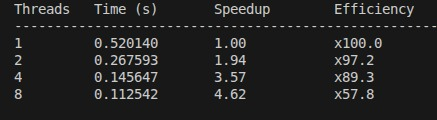 Threads Time (s) Speedup Efficiency
--------------------------------------------------------
1 0.520140 1.00 x100.0
2 0.267593 1.94 x97.2
4 0.145647 3.57 x89.3
8 0.112542 4.62 x57.8